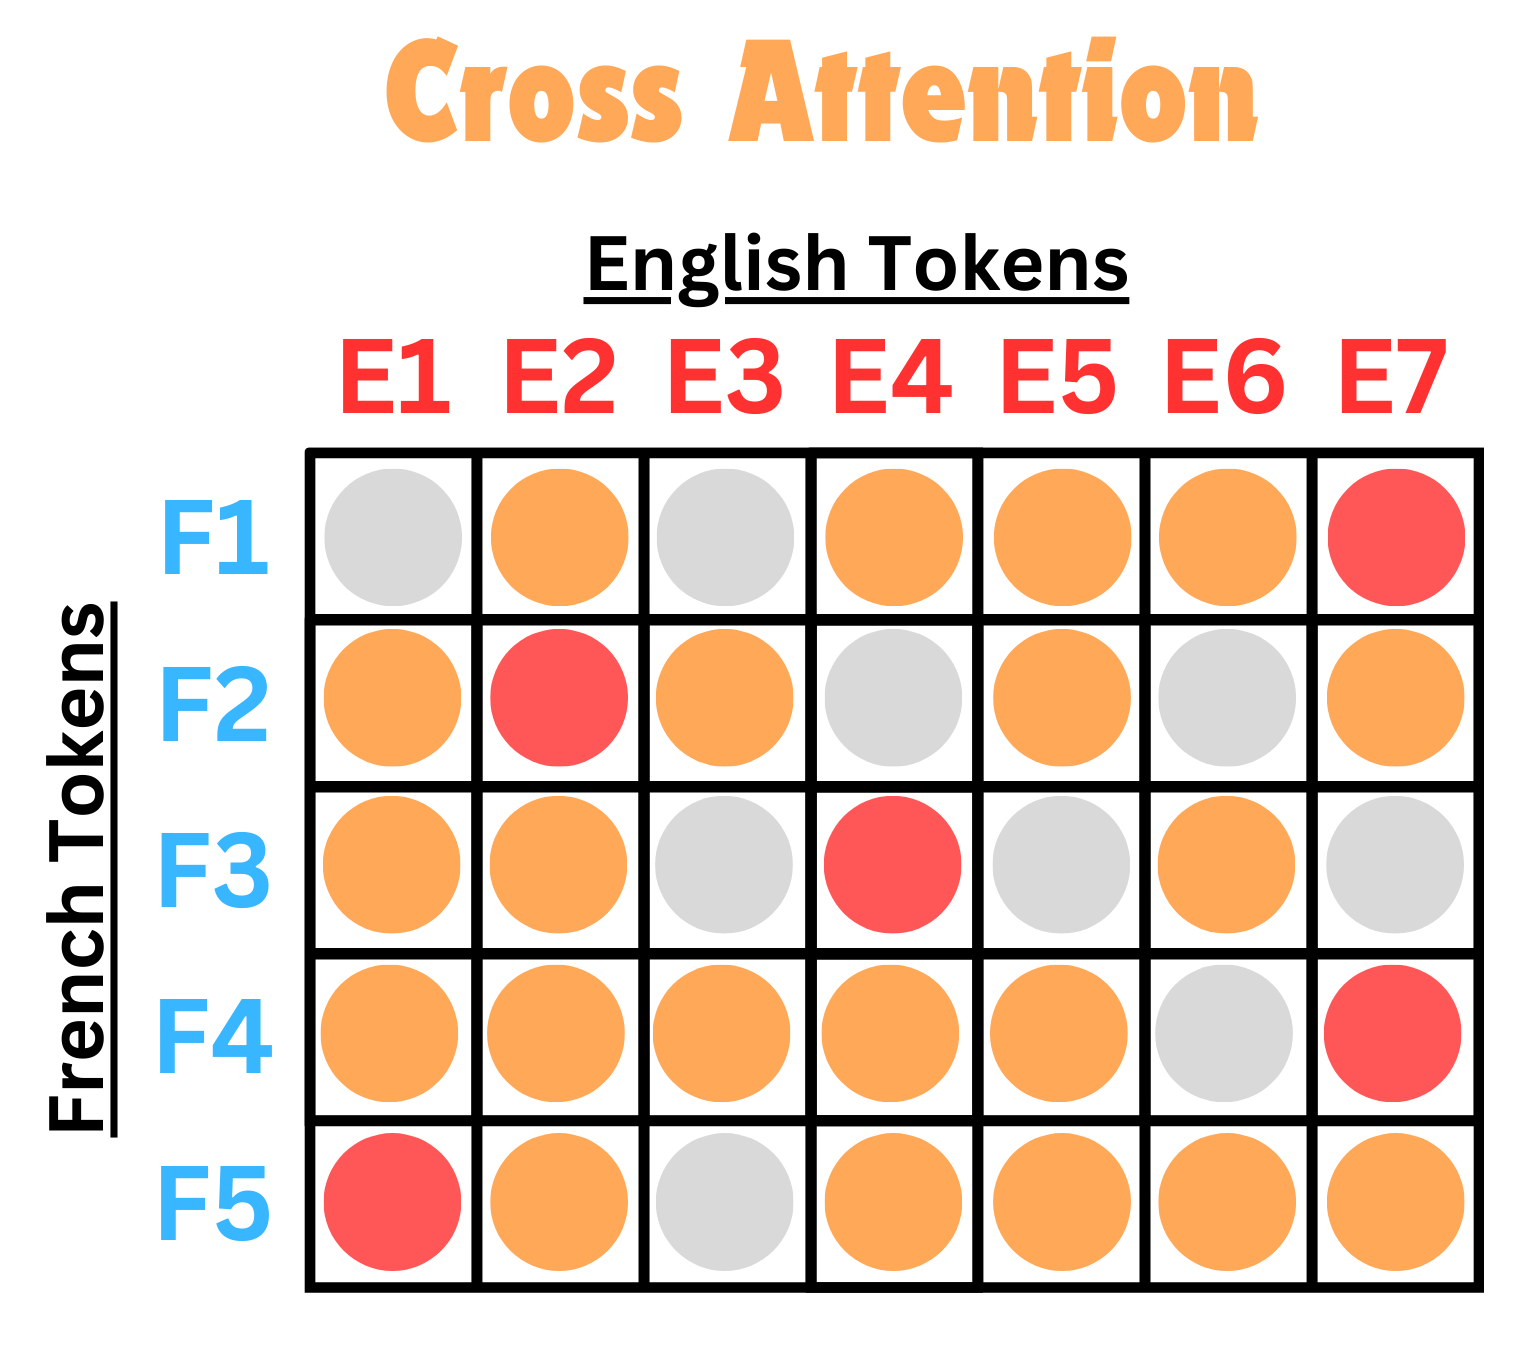 Cross Attention
English Tokens
E1 E2 E3 E4 E5 E6 E7
French Tokens
F1
F2
F3
F4
F5